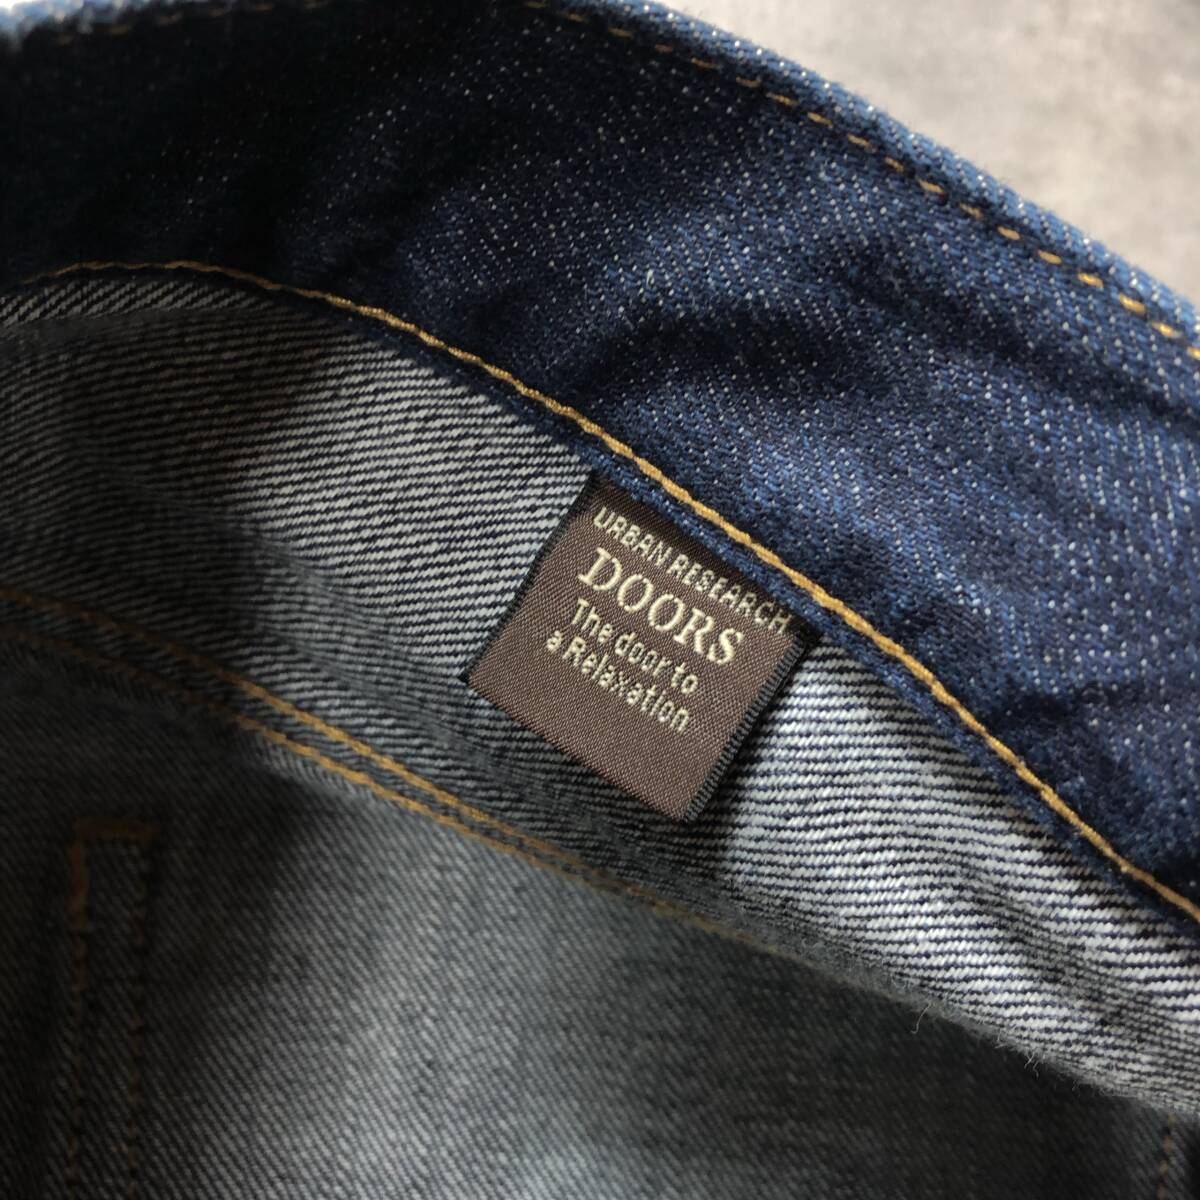 URBAN RESEARCH
DOORS
The door to
a Relaxation